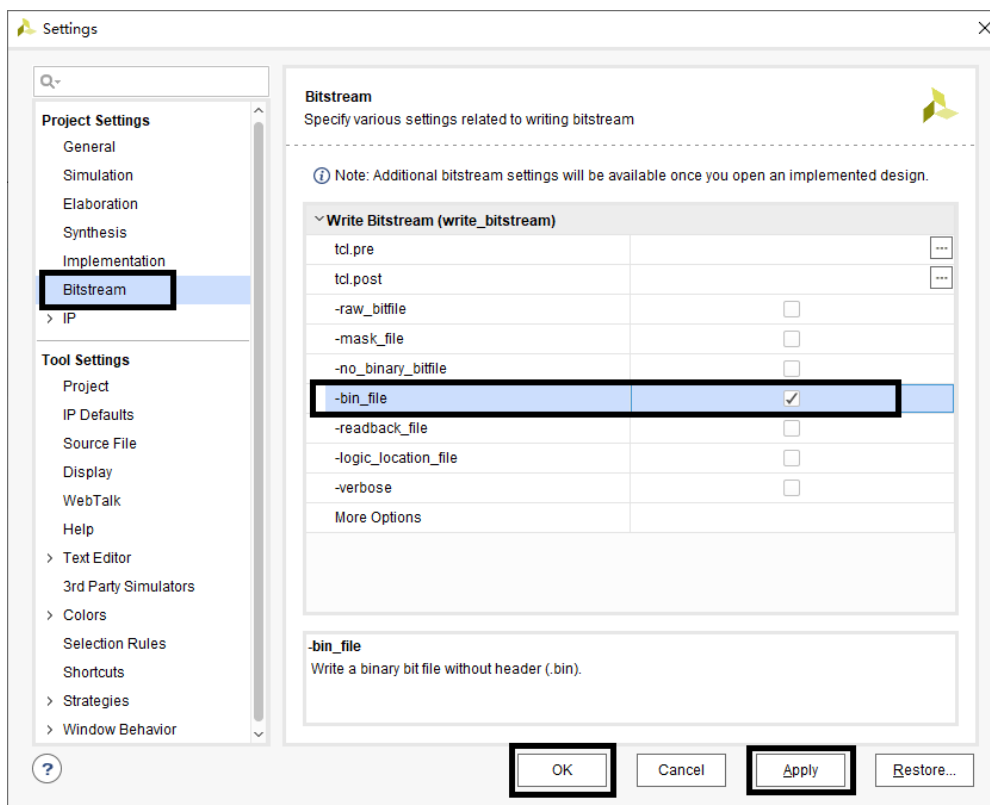 Settings
Project Settings
General
Simulation
Elaboration
Synthesis
Implementation
Bitstream
IP
Tool Settings
Project
IP Defaults
Source File
Display
WebTalk
Help
Text Editor
3rd Party Simulators
Colors
Selection Rules
Shortcuts
Strategies
Window Behavior
Bitstream
Specify various settings related to writing bitstream
Note: Additional bitstream settings will be available once you open an implemented design.
Write Bitstream (write_bitstream)
tcl.pre
...
tcl.post
...
-raw_bitfile
-mask_file
-no_binary_bitfile
-bin_file
-readback_file
-logic_location_file
-verbose
More Options
-bin_file
Write a binary bit file without header (.bin).
?
OK
Cancel
Apply
Restore...